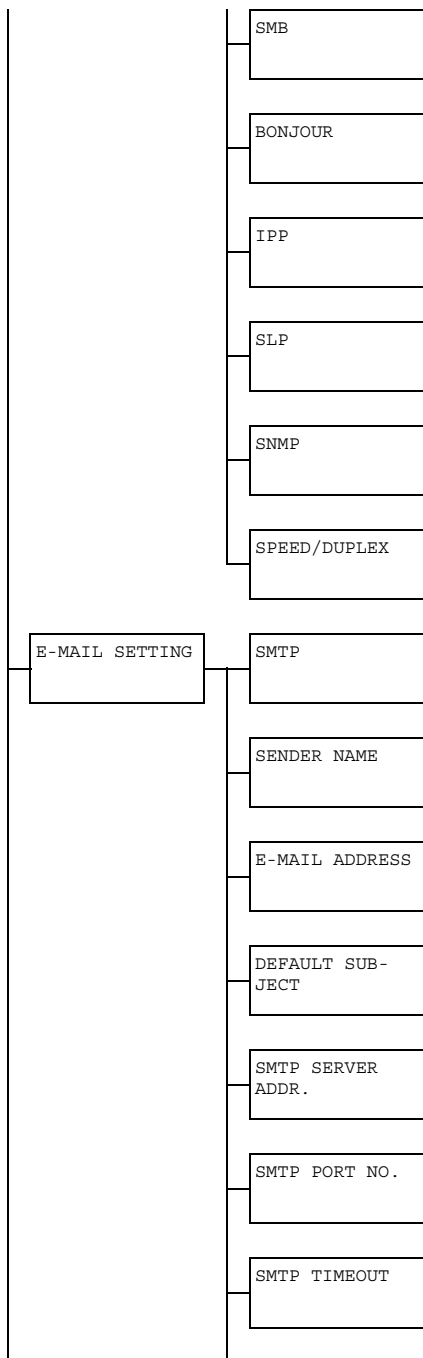 SMB
BONJOUR
IPP
SLP
SNMP
SPEED/DUPLEX
E-MAIL SETTING
SMTP
SENDER NAME
E-MAIL ADDRESS
DEFAULT SUB-
JECT
SMTP SERVER
ADDR.
SMTP PORT NO.
SMTP TIMEOUT